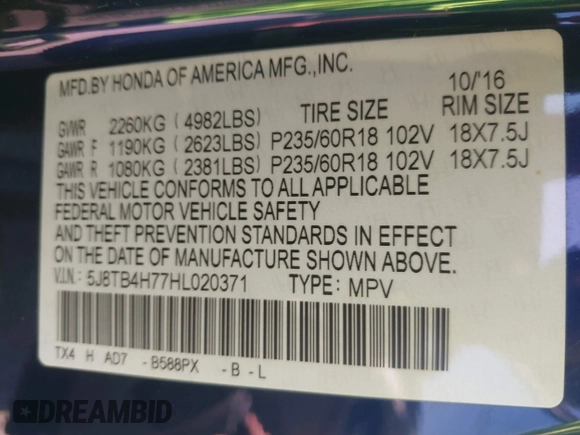 MFD.BY HONDA OF AMERICA MFG.,INC. 10/'16
GVWR 2260KG (4982LBS) TIRE SIZE RIM SIZE
GAWR F 1190KG (2623LBS) P235/60R18 102V 18X7.5J
GAWR R 1080KG (2381LBS) P235/60R18 102V 18X7.5J
THIS VEHICLE CONFORMS TO ALL APPLICABLE
FEDERAL MOTOR VEHICLE SAFETY
AND THEFT PREVENTION STANDARDS IN EFFECT
ON THE DATE OF MANUFACTURE SHOWN ABOVE.
V.I.N.: 5J8TB4H77HL020371 TYPE: MPV
TX4 H AD7 -B588PX -B-L
DREAMBID